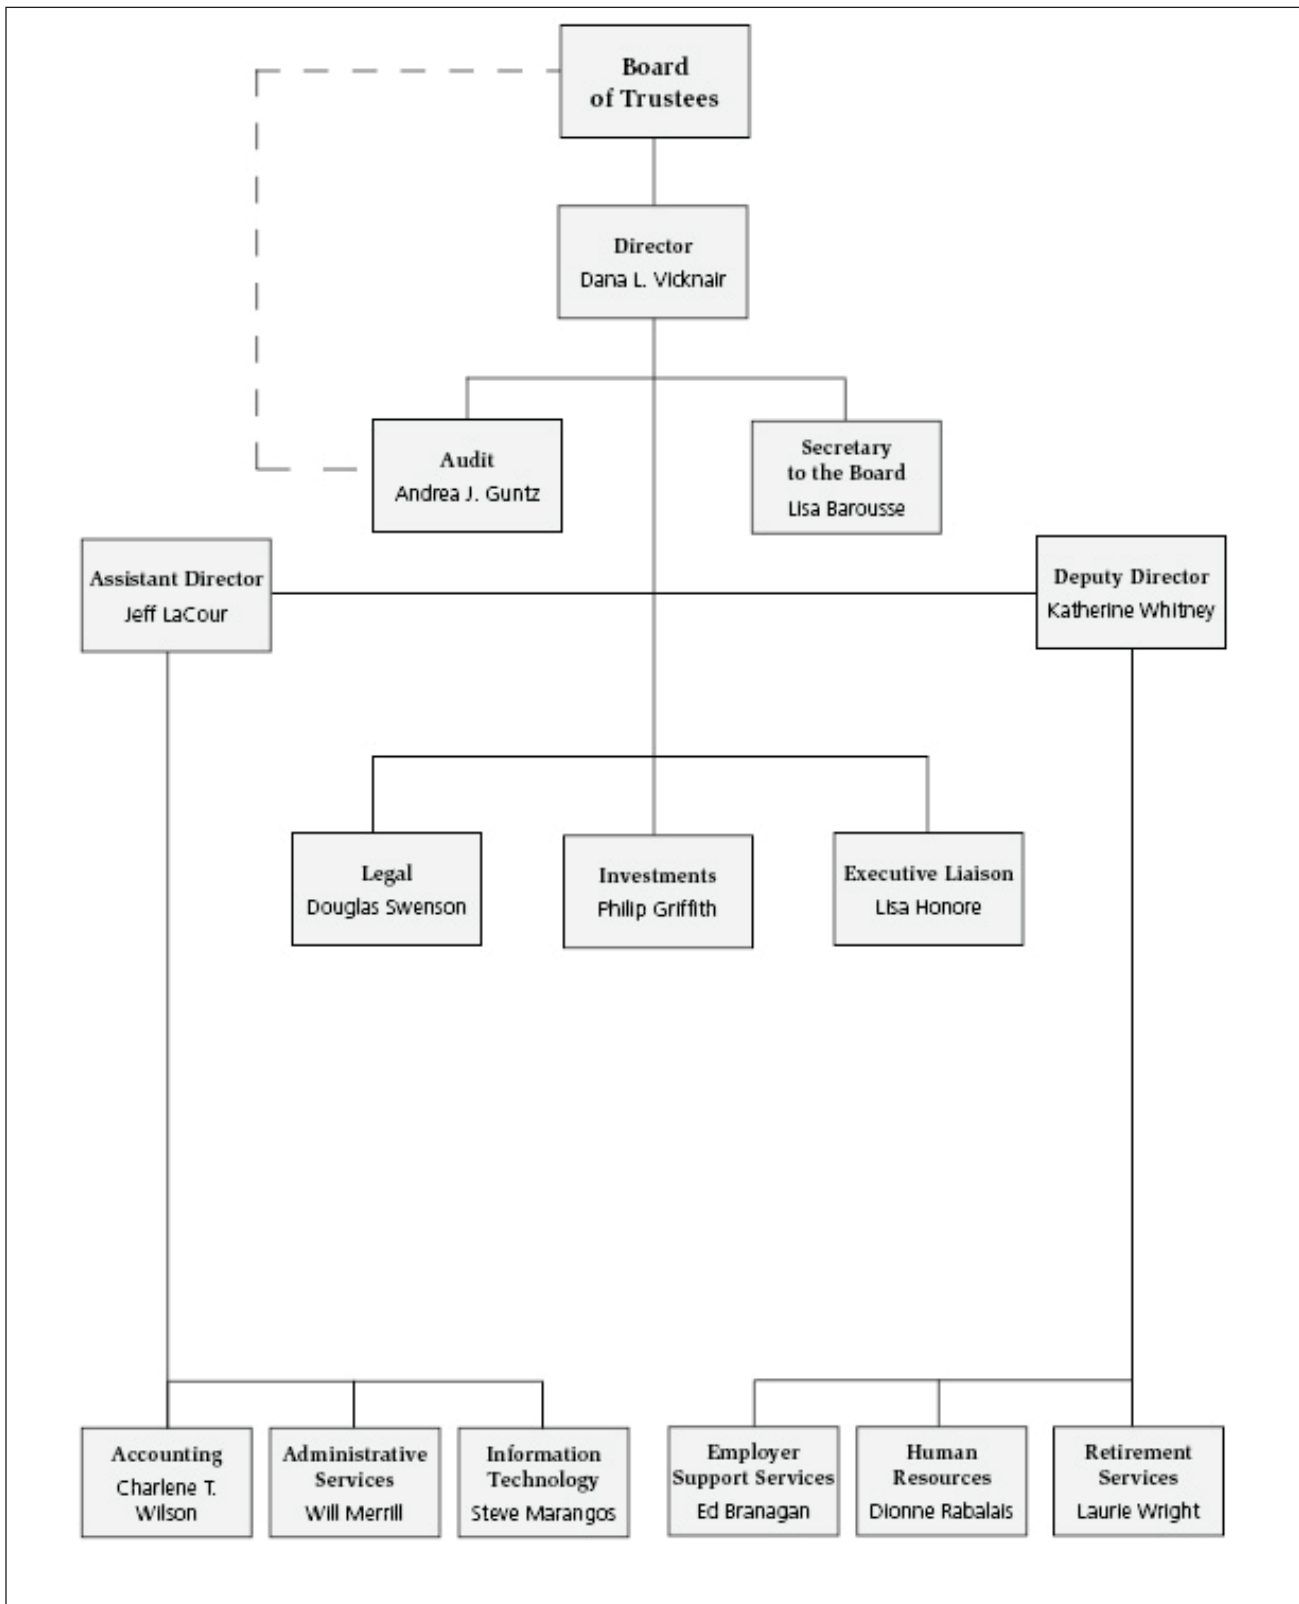 Board
of Trustees
Director
Dana L. Vicknair
Audit
Andrea J. Guntz
Secretary
to the Board
Lisa Barousse
Assistant Director
Jeff LaCour
Deputy Director
Katherine Whitney
Legal
Douglas Swenson
Investments
Philip Griffith
Executive Liaison
Lisa Honore
Accounting
Charlene T.
Wilson
Administrative
Services
Will Merrill
Information
Technology
Steve Marangos
Employer
Support Services
Ed Branagan
Human
Resources
Dionne Rabalais
Retirement
Services
Laurie Wright